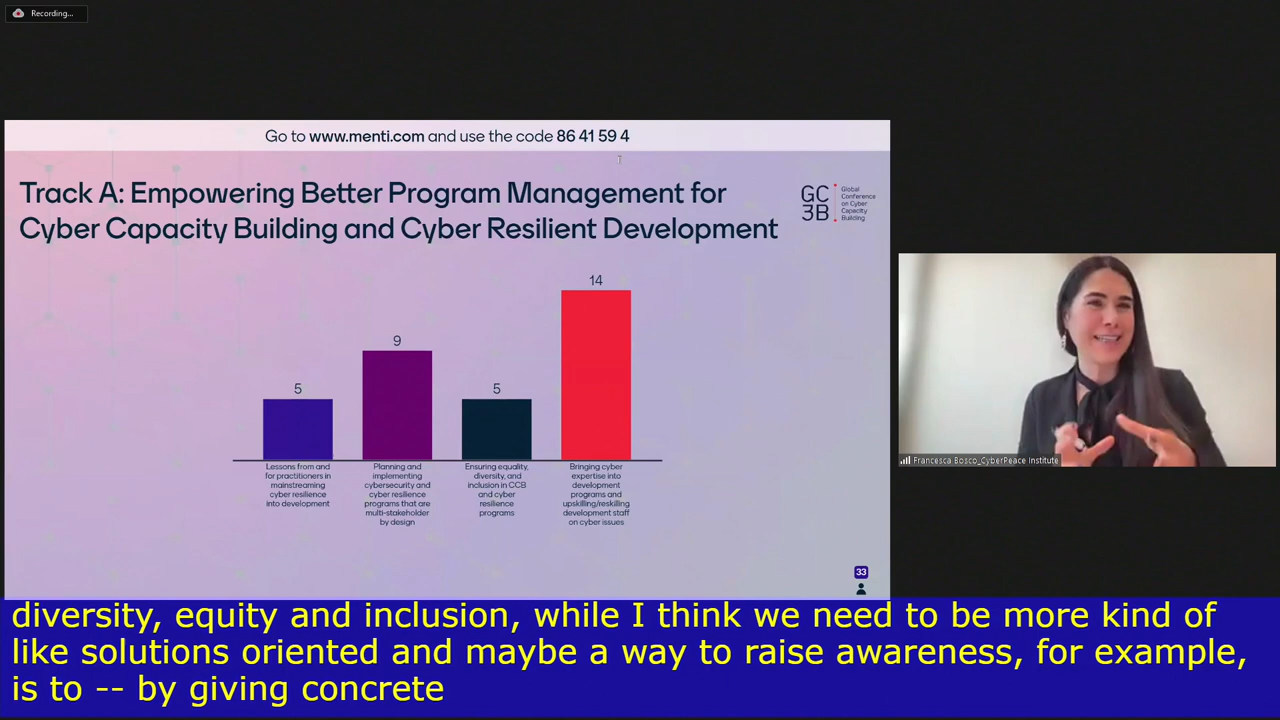 Recording...
Go to www.menti.com and use the code 86 41 59 4
Track A: Empowering Better Program Management for
Cyber Capacity Building and Cyber Resilient Development
GC
3B
Global
Conference
on Cyber
Capacity
Building
5
9
5
14
Lessons from and
for practitioners in
mainstreaming
cyber resilience
into development
Planning and
implementing
cybersecurity and
cyber resilience
programs that are
multi-stakeholder
by design
Ensuring equality,
diversity, and
inclusion in CCB
and cyber
resilience
programs
Bringing cyber
expertise into
development
programs and
upskilling/reskilling
development staff
on cyber issues
33
Francesca Bosco_CyberPeace Institute
diversity, equity and inclusion, while I think we need to be more kind of
like solutions oriented and maybe a way to raise awareness, for example,
is to -- by giving concrete